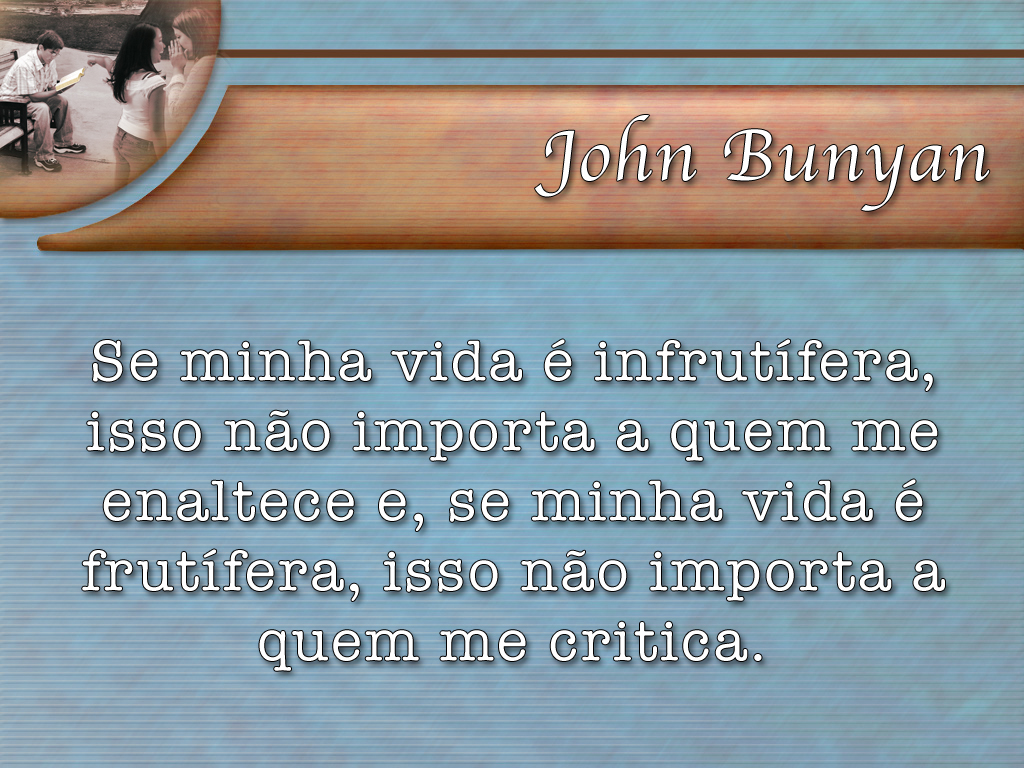 John Bunyan
Se minha vida é infrutífera,
isso não importa a quem me
enaltece e, se minha vida é
frutífera, isso não importa a
quem me critica.